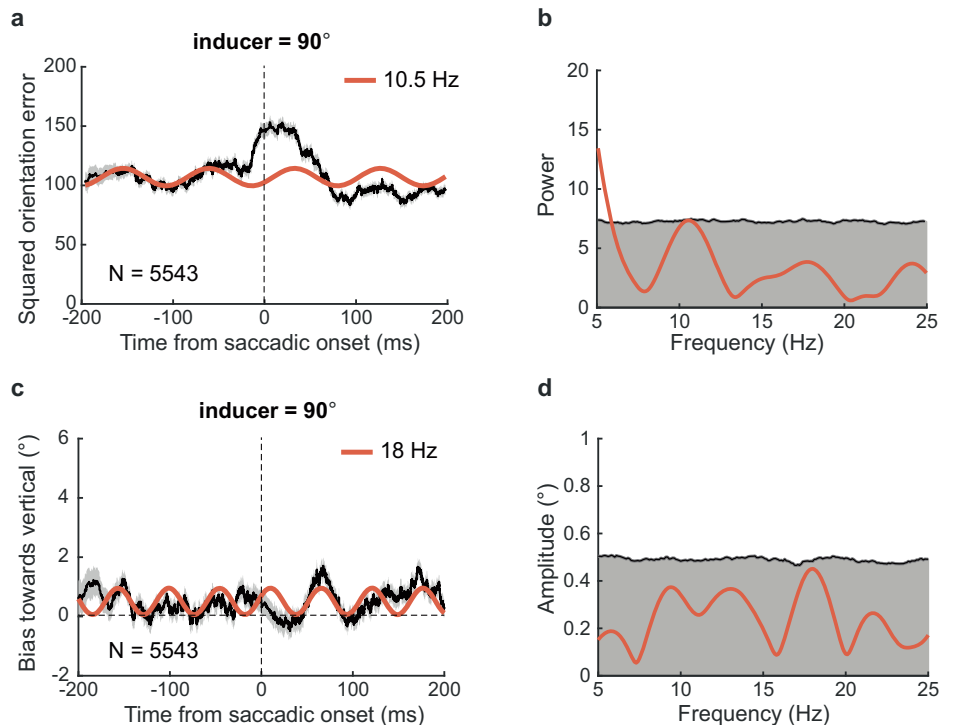 a
inducer = 90°
10.5 Hz
Squared orientation error
200
150
100
50
0
N = 5543
-200
-100
0
100
200
Time from saccadic onset (ms)
b
Power
20
15
10
5
0
5
10
15
20
25
Frequency (Hz)
c
inducer = 90°
18 Hz
Bias towards vertical (°)
6
4
2
0
-2
N = 5543
-200
-100
0
100
200
Time from saccadic onset (ms)
d
Amplitude (°)
1
0.8
0.6
0.4
0.2
0
5
10
15
20
25
Frequency (Hz)